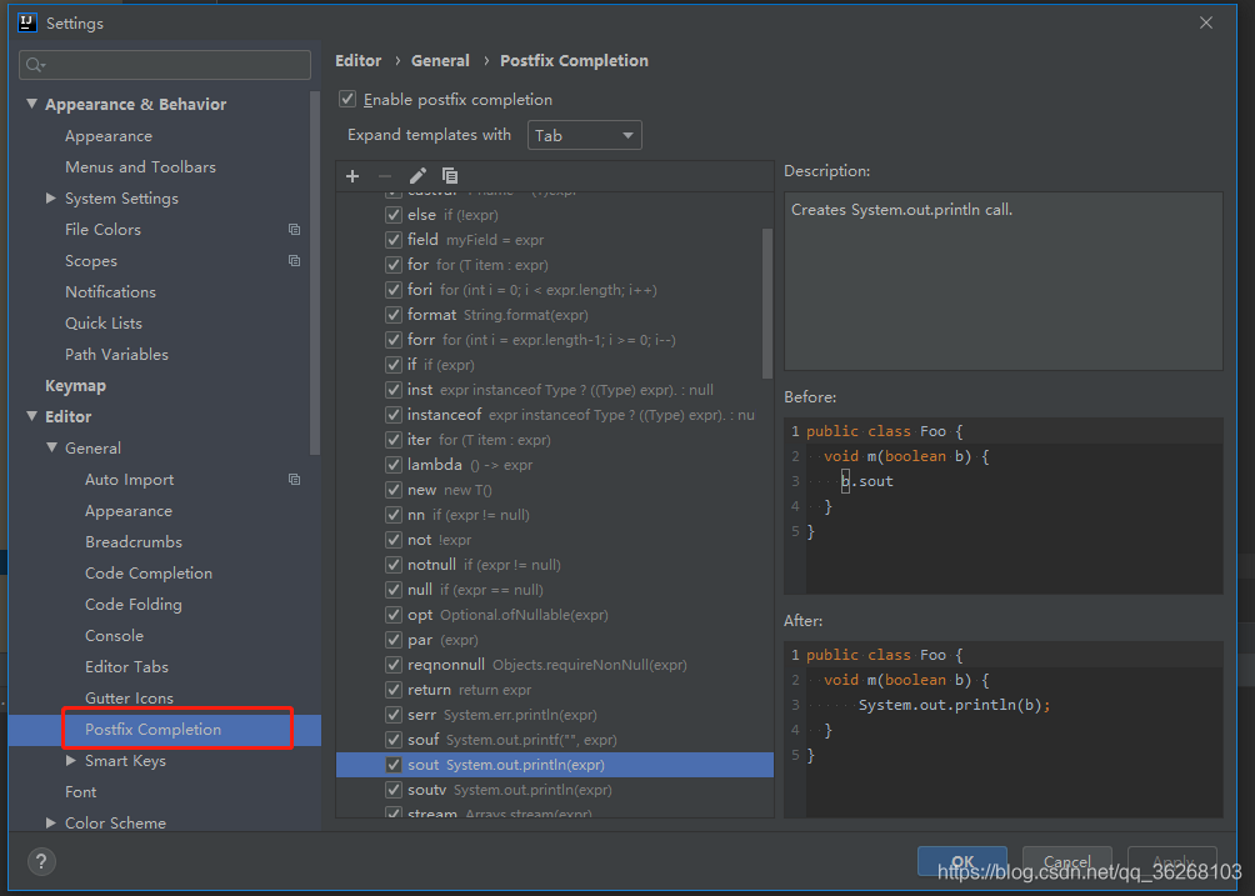 Settings
Appearance & Behavior
Appearance
Menus and Toolbars
System Settings
File Colors
Scopes
Notifications
Quick Lists
Path Variables
Keymap
Editor
General
Auto Import
Appearance
Breadcrumbs
Code Completion
Code Folding
Console
Editor Tabs
Gutter Icons
Postfix Completion
Smart Keys
Font
Color Scheme
?
Editor › General › Postfix Completion
Enable postfix completion
Expand templates with Tab
castvar T name = (T)expr
else if (!expr)
field myField = expr
for for (T item : expr)
fori for (int i = 0; i < expr.length; i++)
format String.format(expr)
forr for (int i = expr.length-1; i >= 0; i--)
if if (expr)
inst expr instanceof Type ? ((Type) expr). : null
instanceof expr instanceof Type ? ((Type) expr). : nu
iter for (T item : expr)
lambda () -> expr
new new T()
nn if (expr != null)
not !expr
notnull if (expr != null)
null if (expr == null)
opt Optional.ofNullable(expr)
par (expr)
reqnonnull Objects.requireNonNull(expr)
return return expr
serr System.err.println(expr)
souf System.out.printf("", expr)
sout System.out.println(expr)
soutv System.out.println(expr)
stream Arrays.stream(expr)
Description:
Creates System.out.println call.
Before:
1 public class Foo {
2 void m(boolean b) {
3 b.sout
4 }
5 }
After:
1 public class Foo {
2 void m(boolean b) {
3 System.out.println(b);
4 }
5 }
OK Cancel Apply
https://blog.csdn.net/qq_36268103